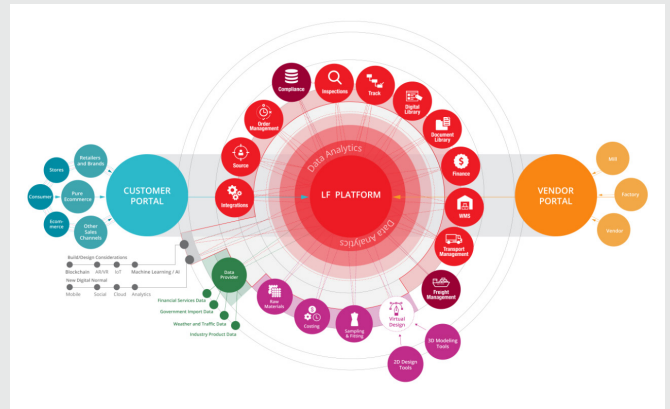 Compliance
Inspections
Track
Digital
Library
Document
Library
Order
Management
Source
Integrations
Finance
WMS
Transport
Management
Freight
Management
Data Analytics
LF PLATFORM
Data Analytics
Stores
Consumer
Ecom-
merce
Retailers
and Brands
Pure
Ecommerce
Other
Sales
Channels
CUSTOMER
PORTAL
VENDOR
PORTAL
Mill
Factory
Vendor
Build/Design Considerations
Blockchain AR/VR IoT Machine Learning / AI
New Digital Normal
Mobile Social Cloud Analytics
Data
Provider
Financial Services Data
Government Import Data
Weather and Traffic Data
Industry Product Data
Raw
Materials
Costing
Sampling
& Fitting
Virtual
Design
3D Modeling
Tools
2D Design
Tools